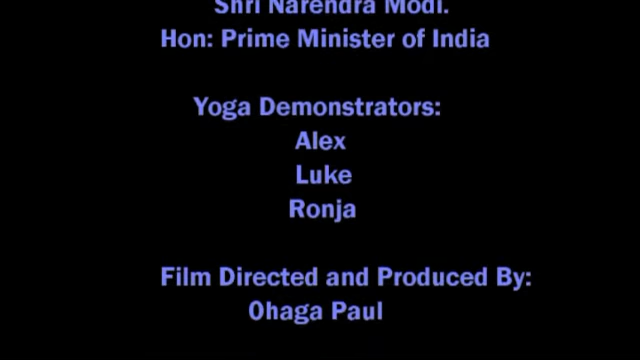 Shri Narendra Modi.
Hon: Prime Minister of India
Yoga Demonstrators:
Alex
Luke
Ronja
Film Directed and Produced By:
Ohaga Paul